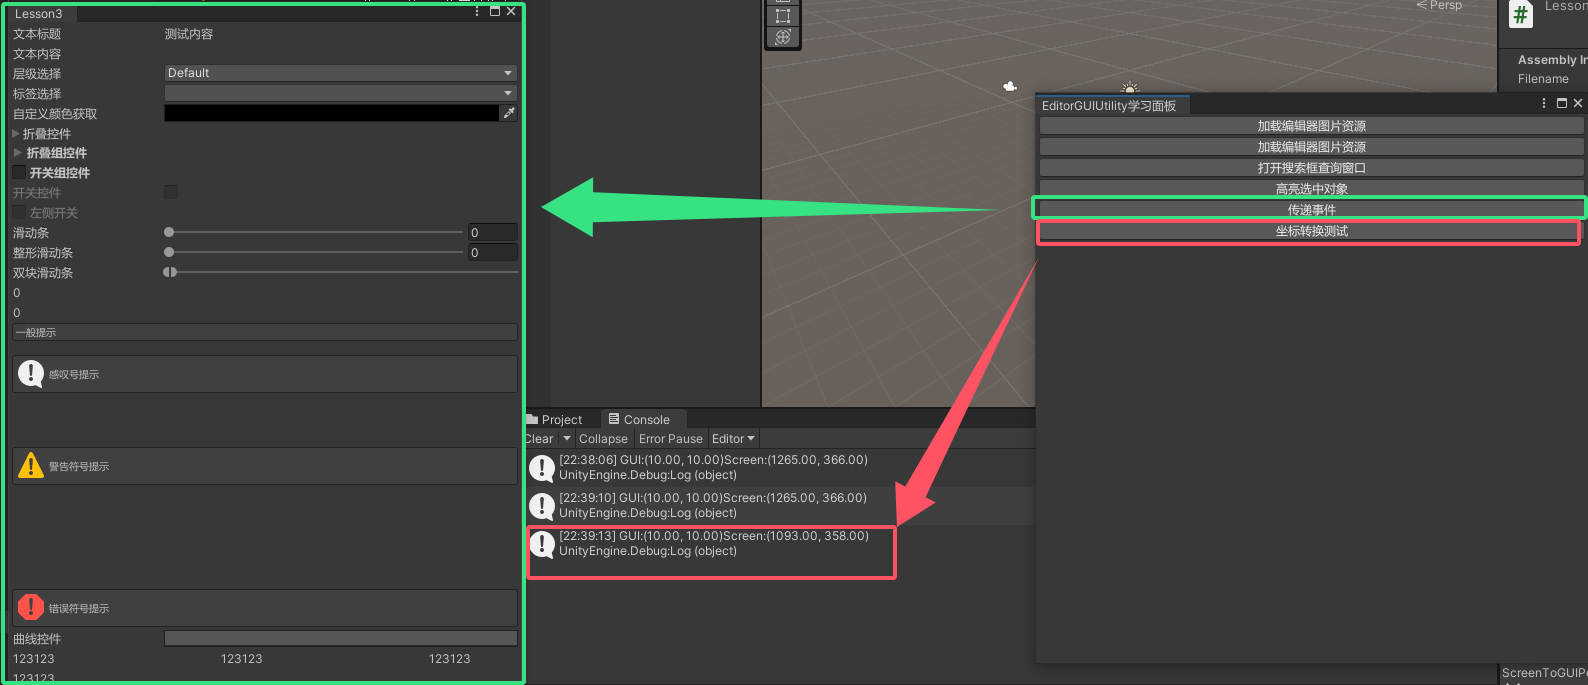 Lesson3
文本标题 测试内容
文本内容
层级选择 Default
标签选择
自定义颜色获取
折叠控件
折叠组控件
开关组控件
开关控件
左侧开关
滑动条 0
整形滑动条 0
双块滑动条
0
0
一般提示
感叹号提示
警告符号提示
错误符号提示
曲线控件
123123 123123 123123
123123
Persp
Project Console
Clear Collapse Error Pause Editor
[22:38:06] GUI:(10.00, 10.00)Screen:(1265.00, 366.00)
UnityEngine.Debug:Log (object)
[22:39:10] GUI:(10.00, 10.00)Screen:(1265.00, 366.00)
UnityEngine.Debug:Log (object)
[22:39:13] GUI:(10.00, 10.00)Screen:(1093.00, 358.00)
UnityEngine.Debug:Log (object)
EditorGUIUtility学习面板
加载编辑器图片资源
加载编辑器图片资源
打开搜索框查询窗口
高亮选中对象
传递事件
坐标转换测试
#
Lesson
Assembly In
Filename
ScreenToGUIP